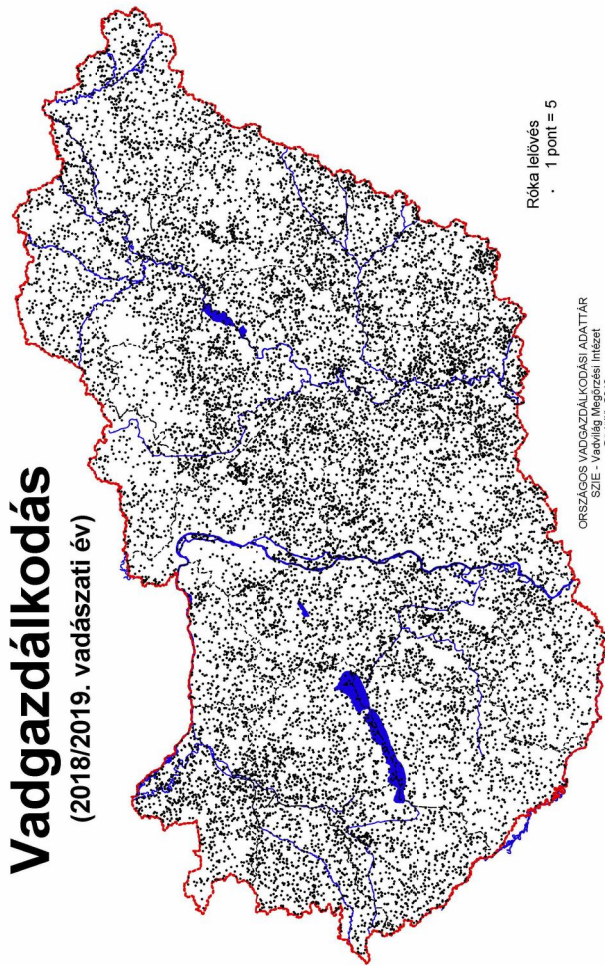 Vadgazdálkodás
(2018/2019. vadászati év)
Róka lelövés
. 1 pont = 5
ORSZÁGOS VADGAZDÁLKODÁSI ADATTÁR
SZIE - Vadvilág Megőrzési Intézet